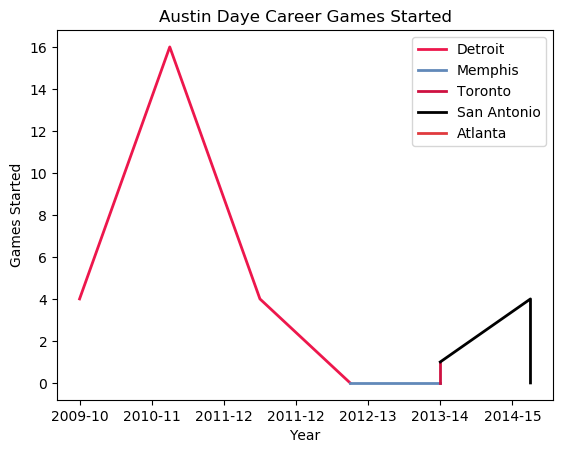 Austin Daye Career Games Started
16
14
12
10
8
6
4
2
0
Games Started
Detroit
Memphis
Toronto
San Antonio
Atlanta
2009-10 2010-11 2011-12 2011-12 2012-13 2013-14 2014-15
Year